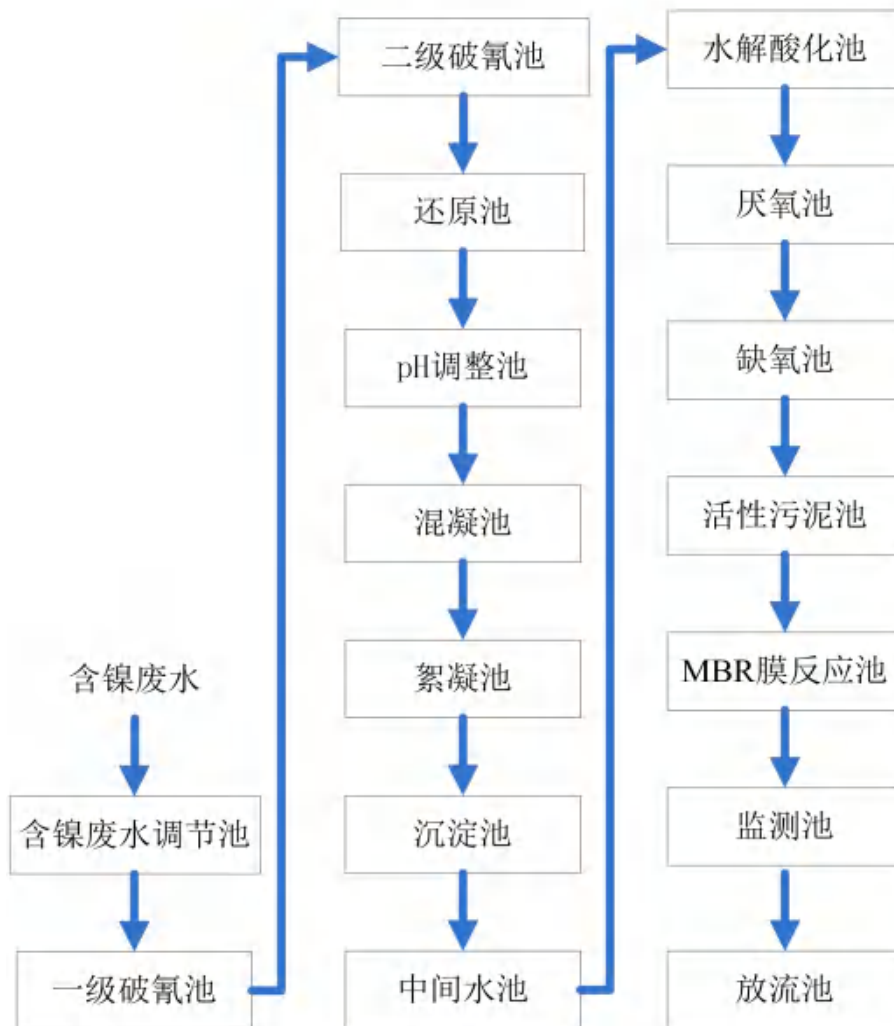 含镍废水
含镍废水调节池
一级破氰池
二级破氰池
还原池
pH调整池
混凝池
絮凝池
沉淀池
中间水池
水解酸化池
厌氧池
缺氧池
活性污泥池
MBR膜反应池
监测池
放流池